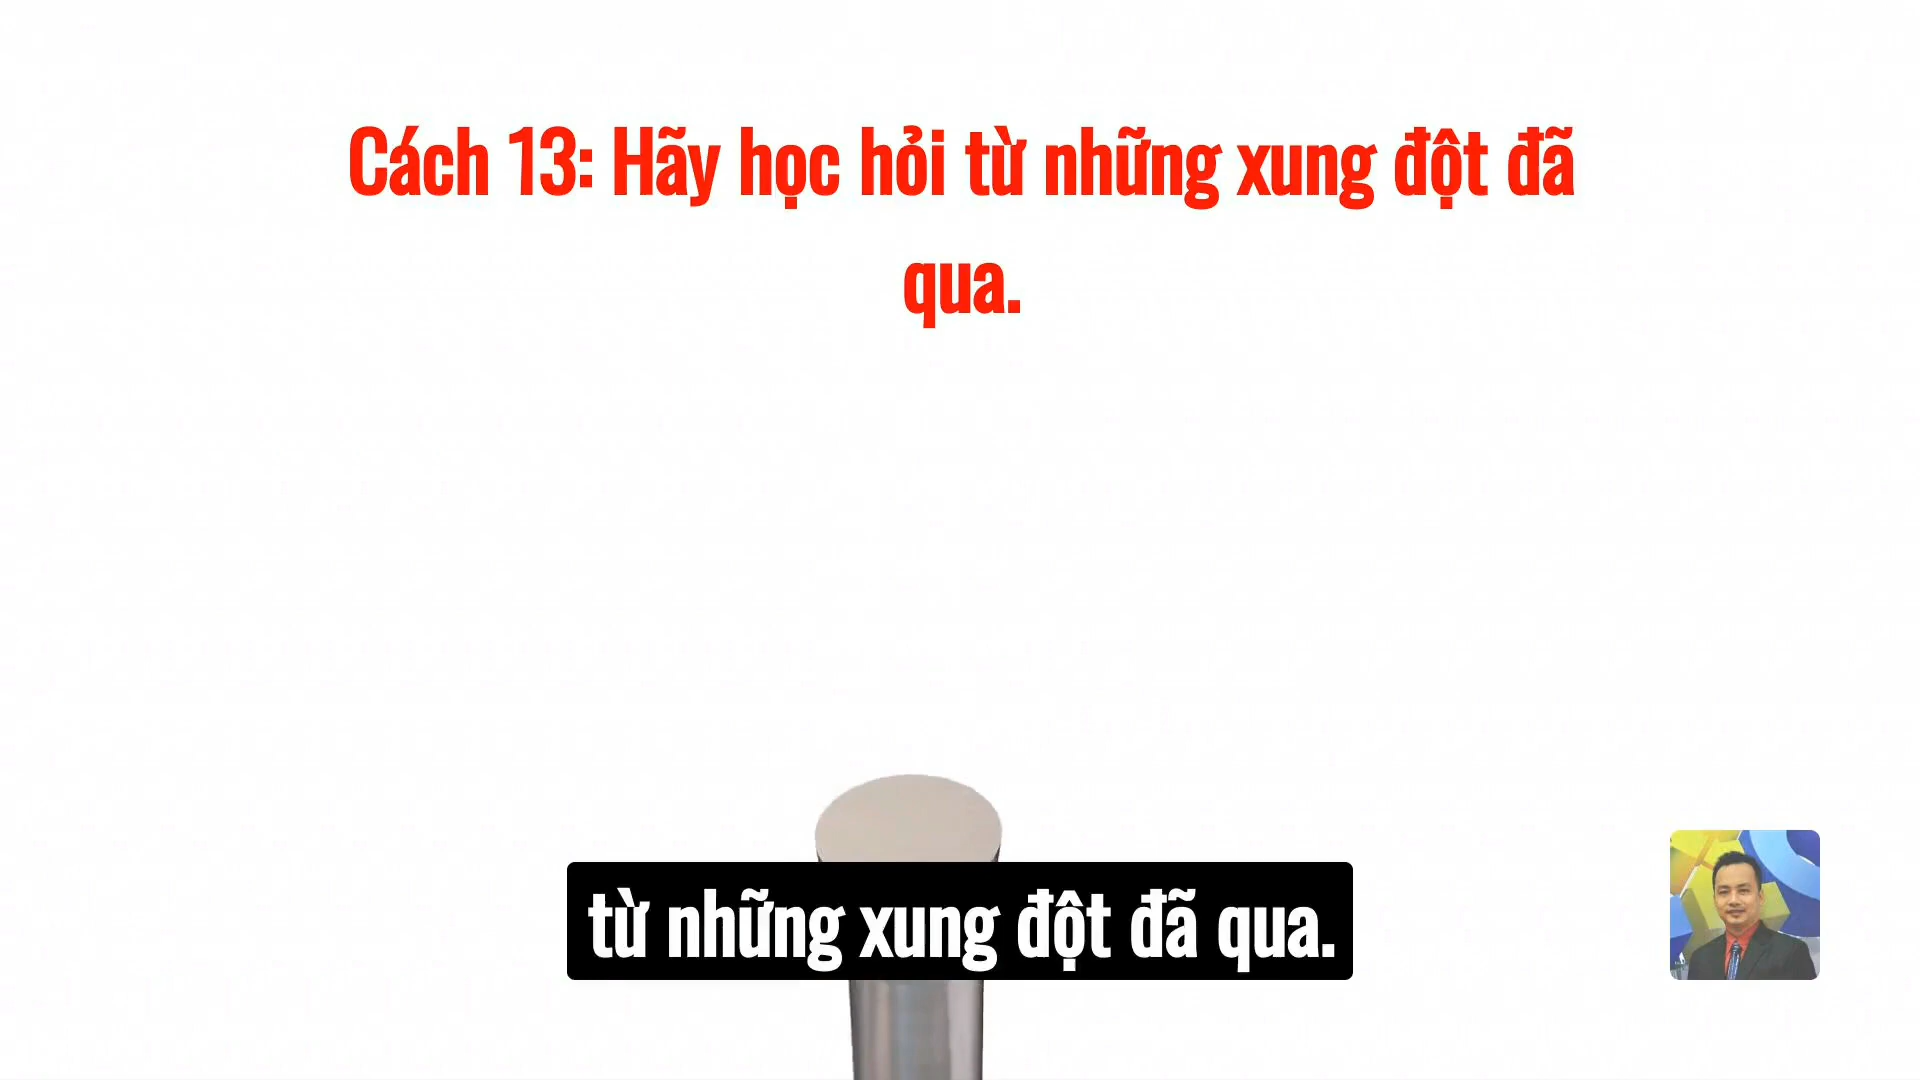 Cách 13: Hãy học hỏi từ những xung đột đã
qua.
từ những xung đột đã qua.